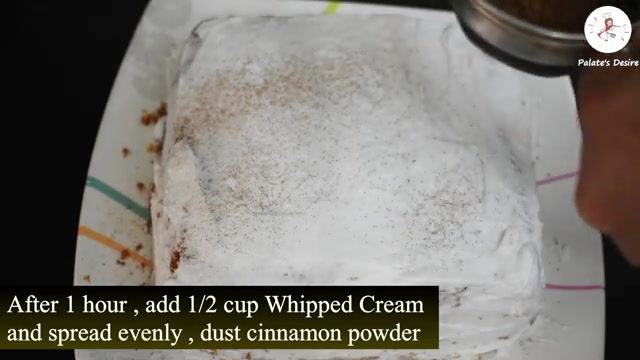 Palate's Desire
After 1 hour , add 1/2 cup Whipped Cream
and spread evenly , dust cinnamon powder